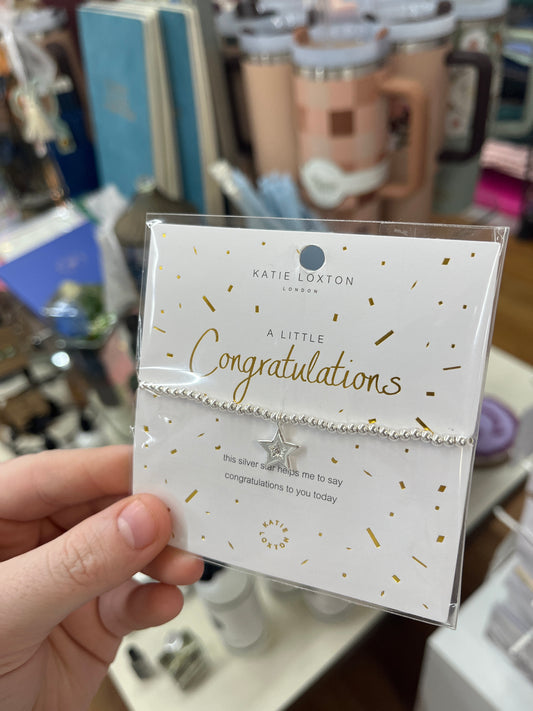 KATIE LOXTON
LONDON
A LITTLE
Congratulations
this silver star helps me to say
congratulations to you today
KATIE
LOXTON